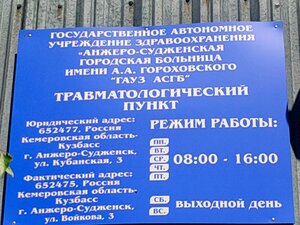 ГОСУДАРСТВЕННОЕ АВТОНОМНОЕ
УЧРЕЖДЕНИЕ ЗДРАВООХРАНЕНИЯ
"АНЖЕРО-СУДЖЕНСКАЯ
ГОРОДСКАЯ БОЛЬНИЦА
ИМЕНИ А.А. ГОРОХОВСКОГО
"ГАУЗ АСГБ"
ТРАВМАТОЛОГИЧЕСКИЙ
ПУНКТ
Юридический адрес:
652477, Россия
Кемеровская область-
Кузбасс
г. Анжеро-Судженск,
ул. Кубанская, 3
Фактический адрес:
652475, Россия
Кемеровская область-
Кузбасс
г. Анжеро-Судженск,
ул. Войкова, 3
РЕЖИМ РАБОТЫ:
ПН.
ВТ.
СР. 08:00 - 16:00
ЧТ.
ПТ.
СБ. ВЫХОДНОЙ ДЕНЬ
ВС.